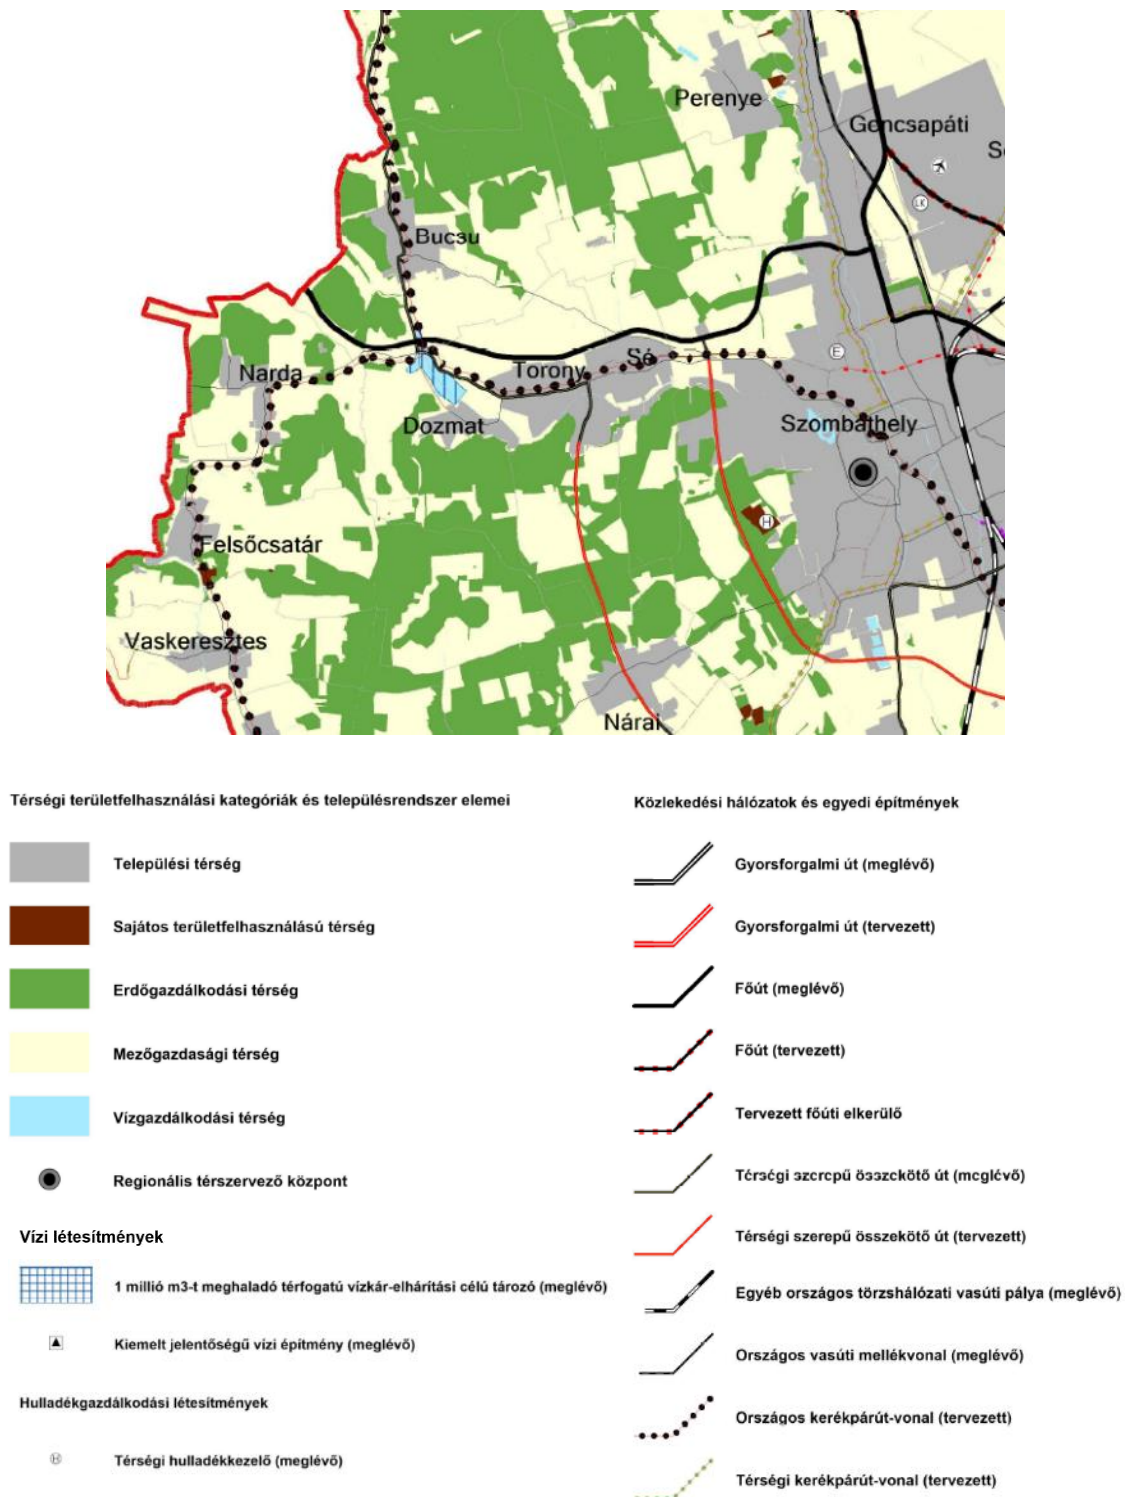 Perenye
Gencsapáti
S
LK
Bucsu
Narda
Torony
Sé
E
Dozmat
Szombathely
H
Felsőcsatár
Vaskeresztes
Nárai
Térségi területfelhasználási kategóriák és településrendszer elemei
Települési térség
Sajátos területfelhasználású térség
Erdőgazdálkodási térség
Mezőgazdasági térség
Vízgazdálkodási térség
Regionális térszervező központ
Vízi létesítmények
1 millió m3-t meghaladó térfogatú vízkár-elhárítási célú tározó (meglévő)
Kiemelt jelentőségű vízi építmény (meglévő)
Hulladékgazdálkodási létesítmények
H Térségi hulladékkezelő (meglévő)
Közlekedési hálózatok és egyedi építmények
Gyorsforgalmi út (meglévő)
Gyorsforgalmi út (tervezett)
Főút (meglévő)
Főút (tervezett)
Tervezett főúti elkerülő
Térségi szerepű összekötő út (meglévő)
Térségi szerepű összekötő út (tervezett)
Egyéb országos törzshálózati vasúti pálya (meglévő)
Országos vasúti mellékvonal (meglévő)
Országos kerékpárút-vonal (tervezett)
Térségi kerékpárút-vonal (tervezett)